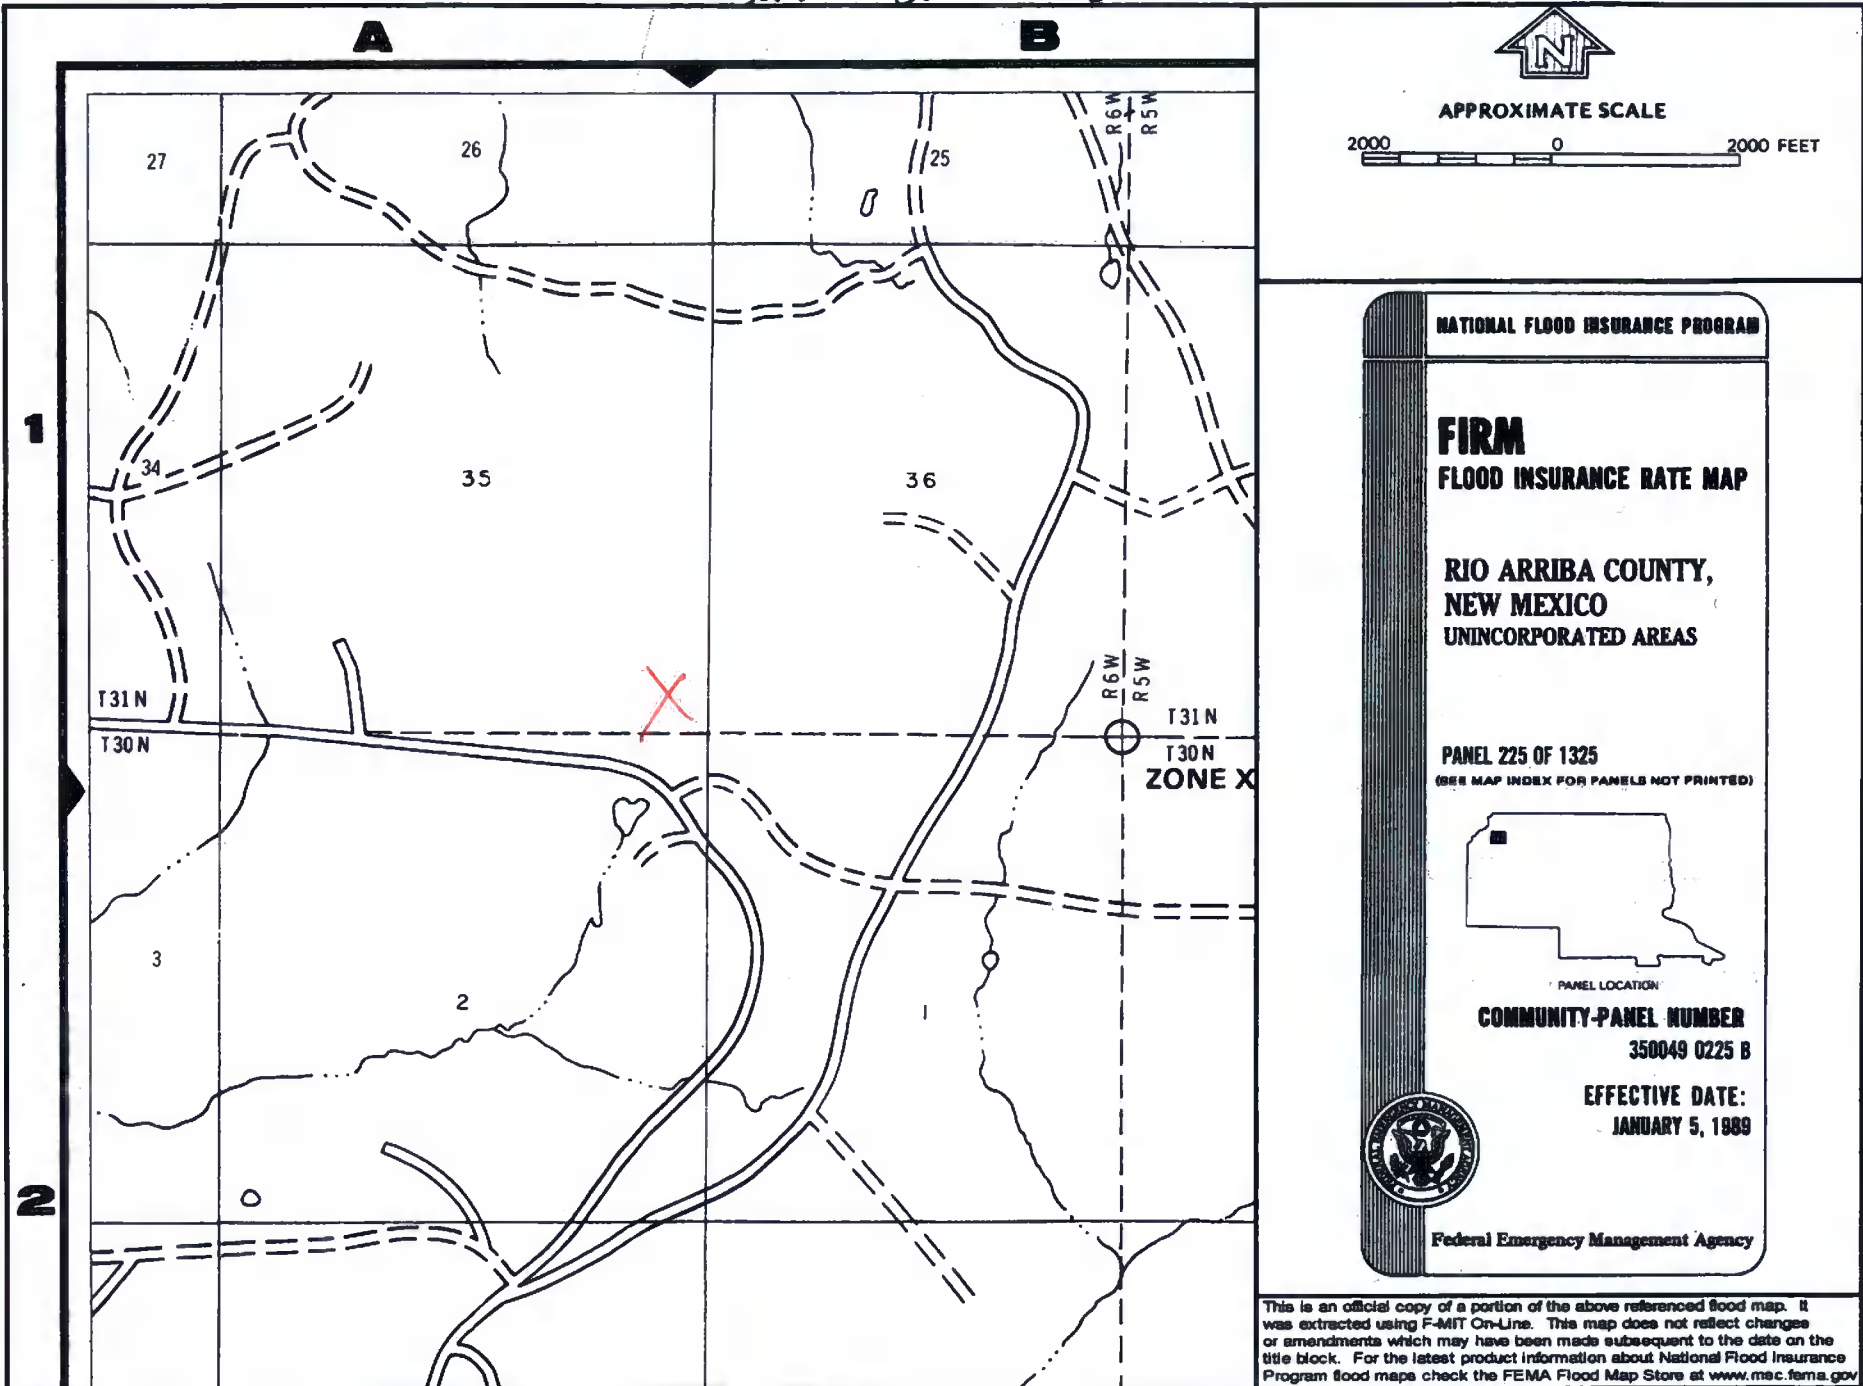 A
B
27
26
25
R6W
R5W
1
34
35
36
T31N
T30N
R6W
R5W
T31N
T30N
ZONE X
3
2
1
2
N
APPROXIMATE SCALE
2000 0 2000 FEET
NATIONAL FLOOD INSURANCE PROGRAM
FIRM
FLOOD INSURANCE RATE MAP
RIO ARRIBA COUNTY,
NEW MEXICO
UNINCORPORATED AREAS
PANEL 225 OF 1325
(SEE MAP INDEX FOR PANELS NOT PRINTED)
PANEL LOCATION
COMMUNITY-PANEL NUMBER
350049 0225 B
EFFECTIVE DATE:
JANUARY 5, 1989
FEDERAL EMERGENCY MANAGEMENT AGENCY
Federal Emergency Management Agency
This is an official copy of a portion of the above referenced flood map. It
was extracted using F-MIT On-Line. This map does not reflect changes
or amendments which may have been made subsequent to the date on the
title block. For the latest product information about National Flood Insurance
Program flood maps check the FEMA Flood Map Store at www.msc.fema.gov